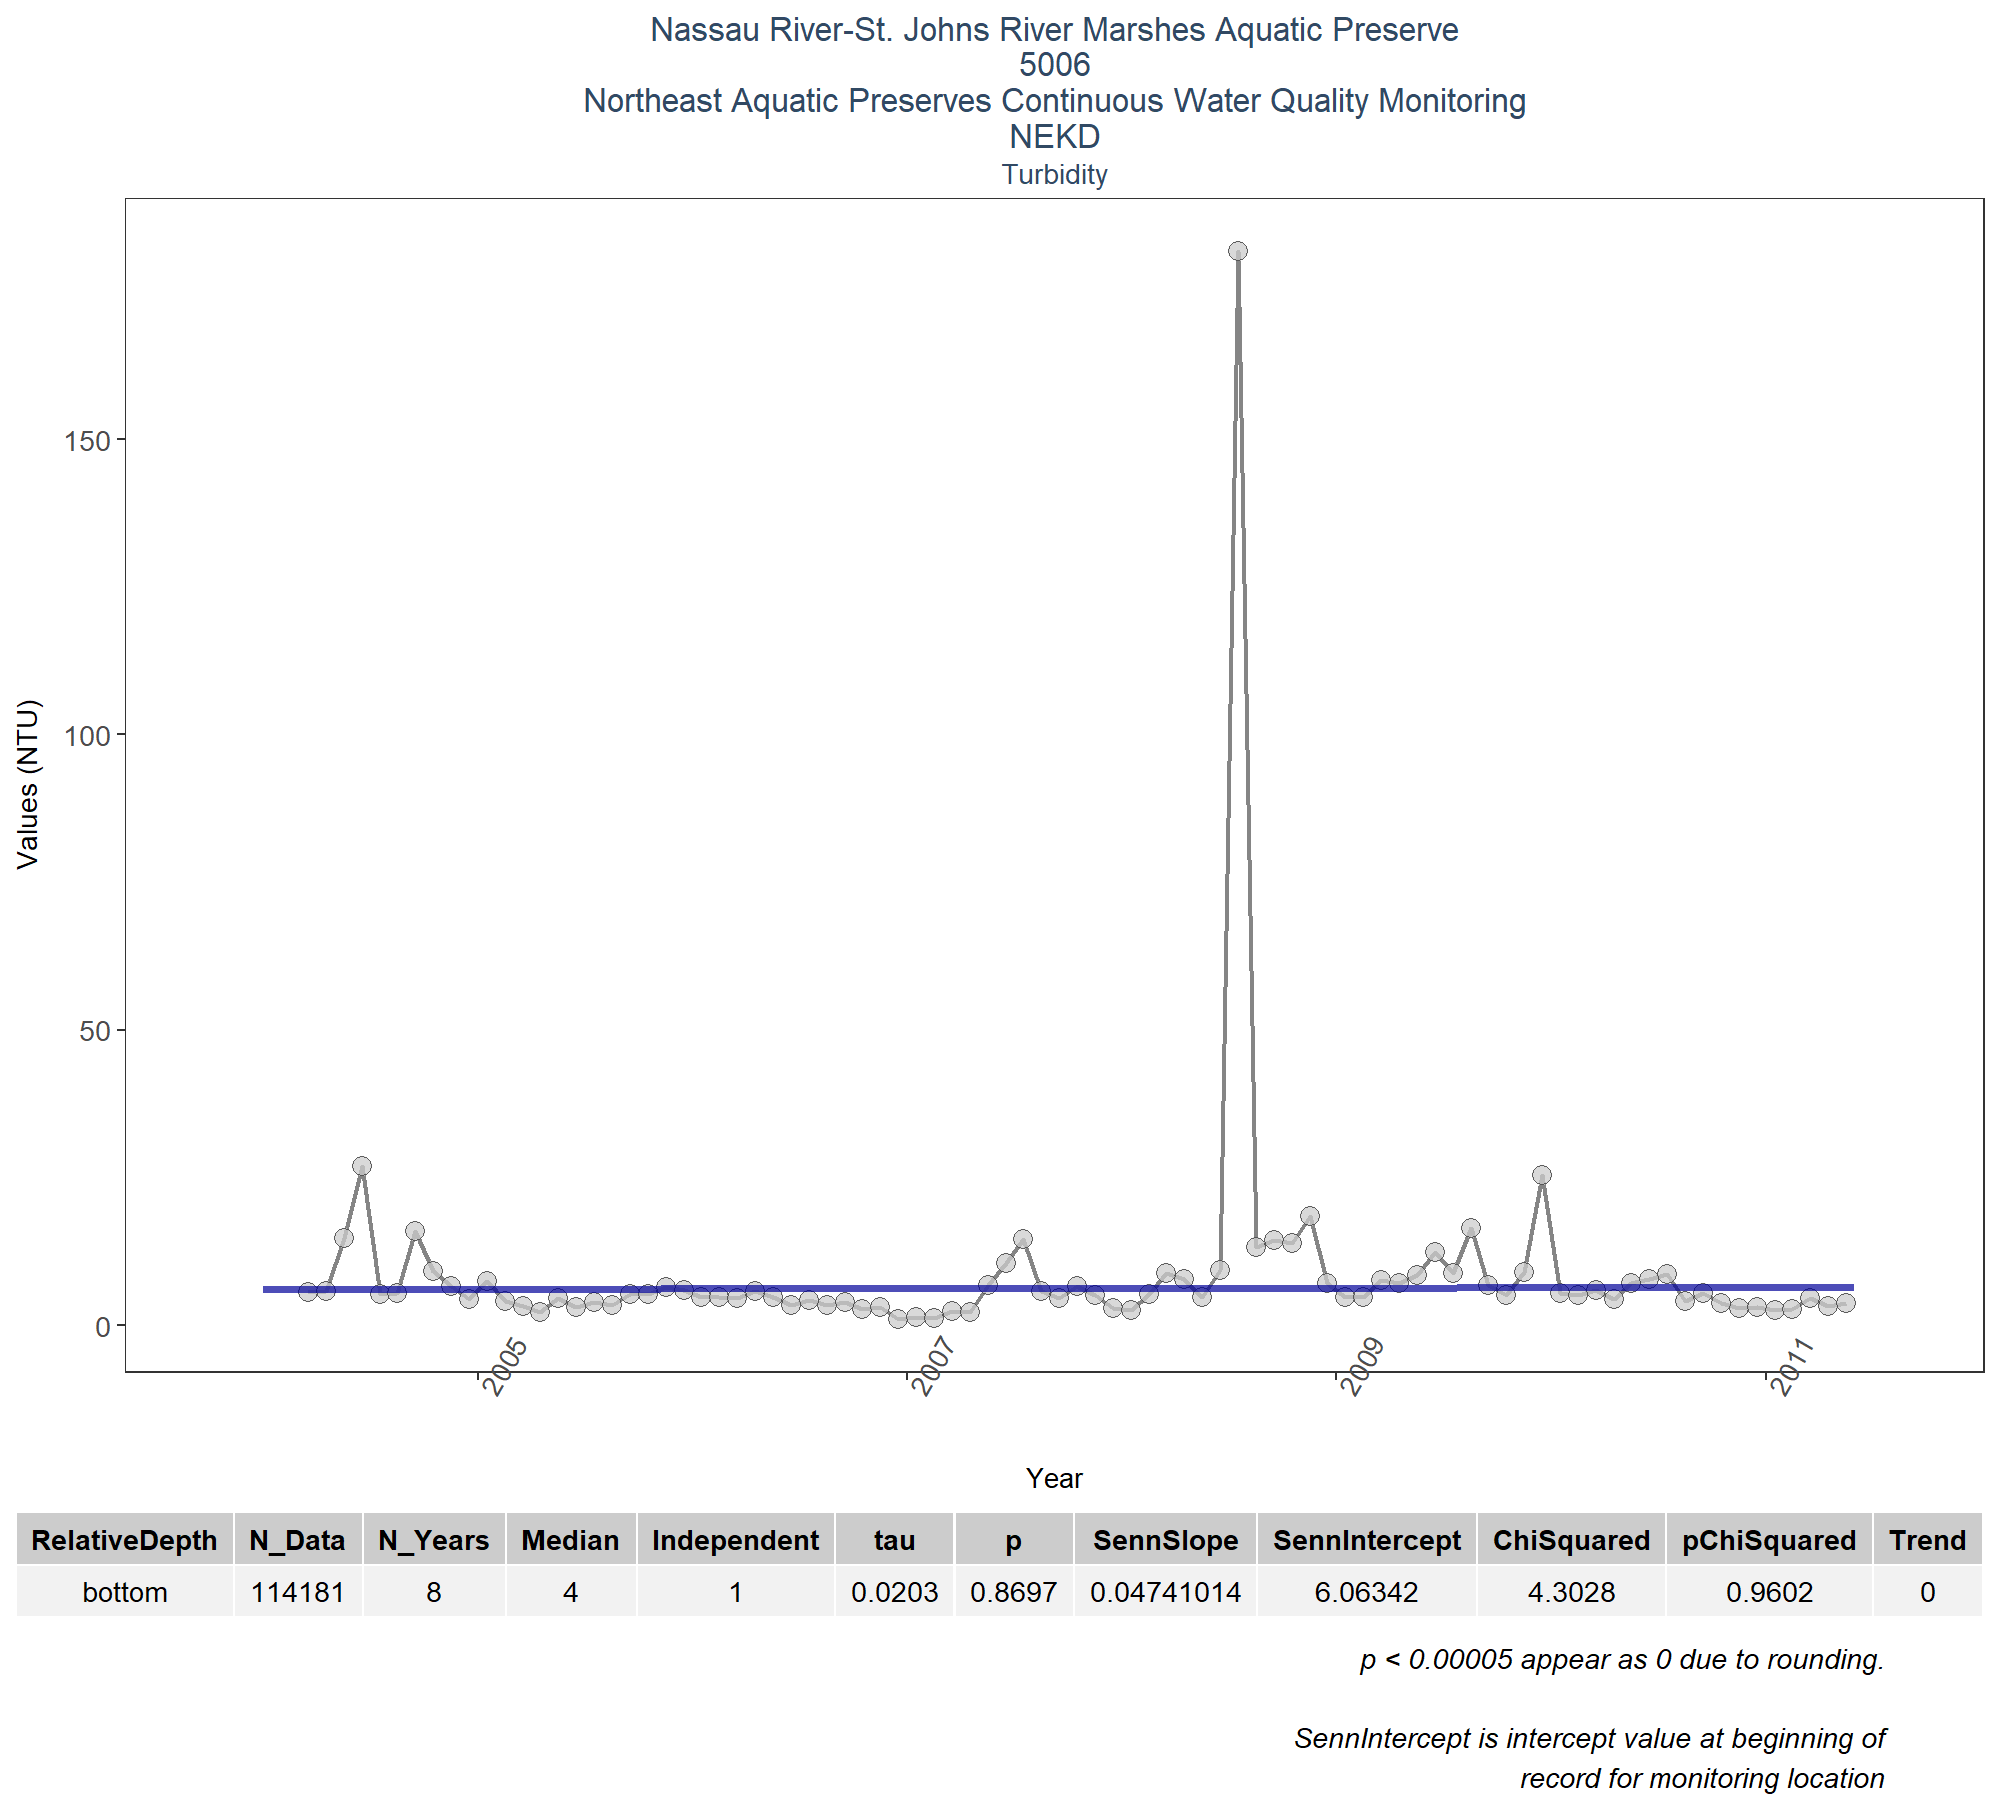 Nassau River-St. Johns River Marshes Aquatic Preserve
5006
Northeast Aquatic Preserves Continuous Water Quality Monitoring
NEKD
Turbidity
Values (NTU)
150
100
50
0
2005 2007 2009 2011
Year
RelativeDepth N_Data N_Years Median Independent tau p SennSlope SennIntercept ChiSquared pChiSquared Trend
bottom 114181 8 4 1 0.0203 0.8697 0.04741014 6.06342 4.3028 0.9602 0
p < 0.00005 appear as 0 due to rounding.
SennIntercept is intercept value at beginning of
record for monitoring location